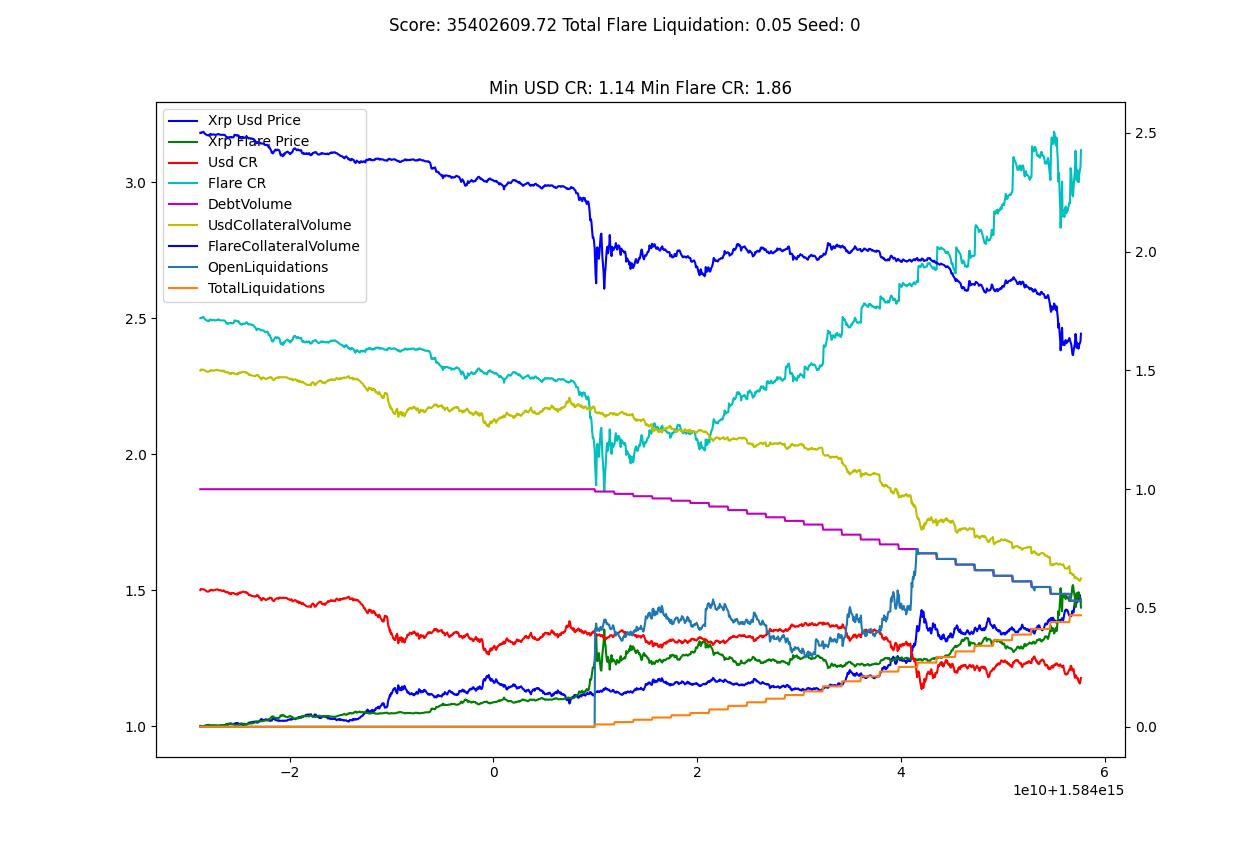 Score: 35402609.72 Total Flare Liquidation: 0.05 Seed: 0
Min USD CR: 1.14 Min Flare CR: 1.86
Xrp Usd Price
Xrp Flare Price
Usd CR
Flare CR
DebtVolume
UsdCollateralVolume
FlareCollateralVolume
OpenLiquidations
TotalLiquidations
3.0
2.5
2.0
1.5
1.0
2.5
2.0
1.5
1.0
0.5
0.0
−2
0
2
4
6
1e10+1.584e15